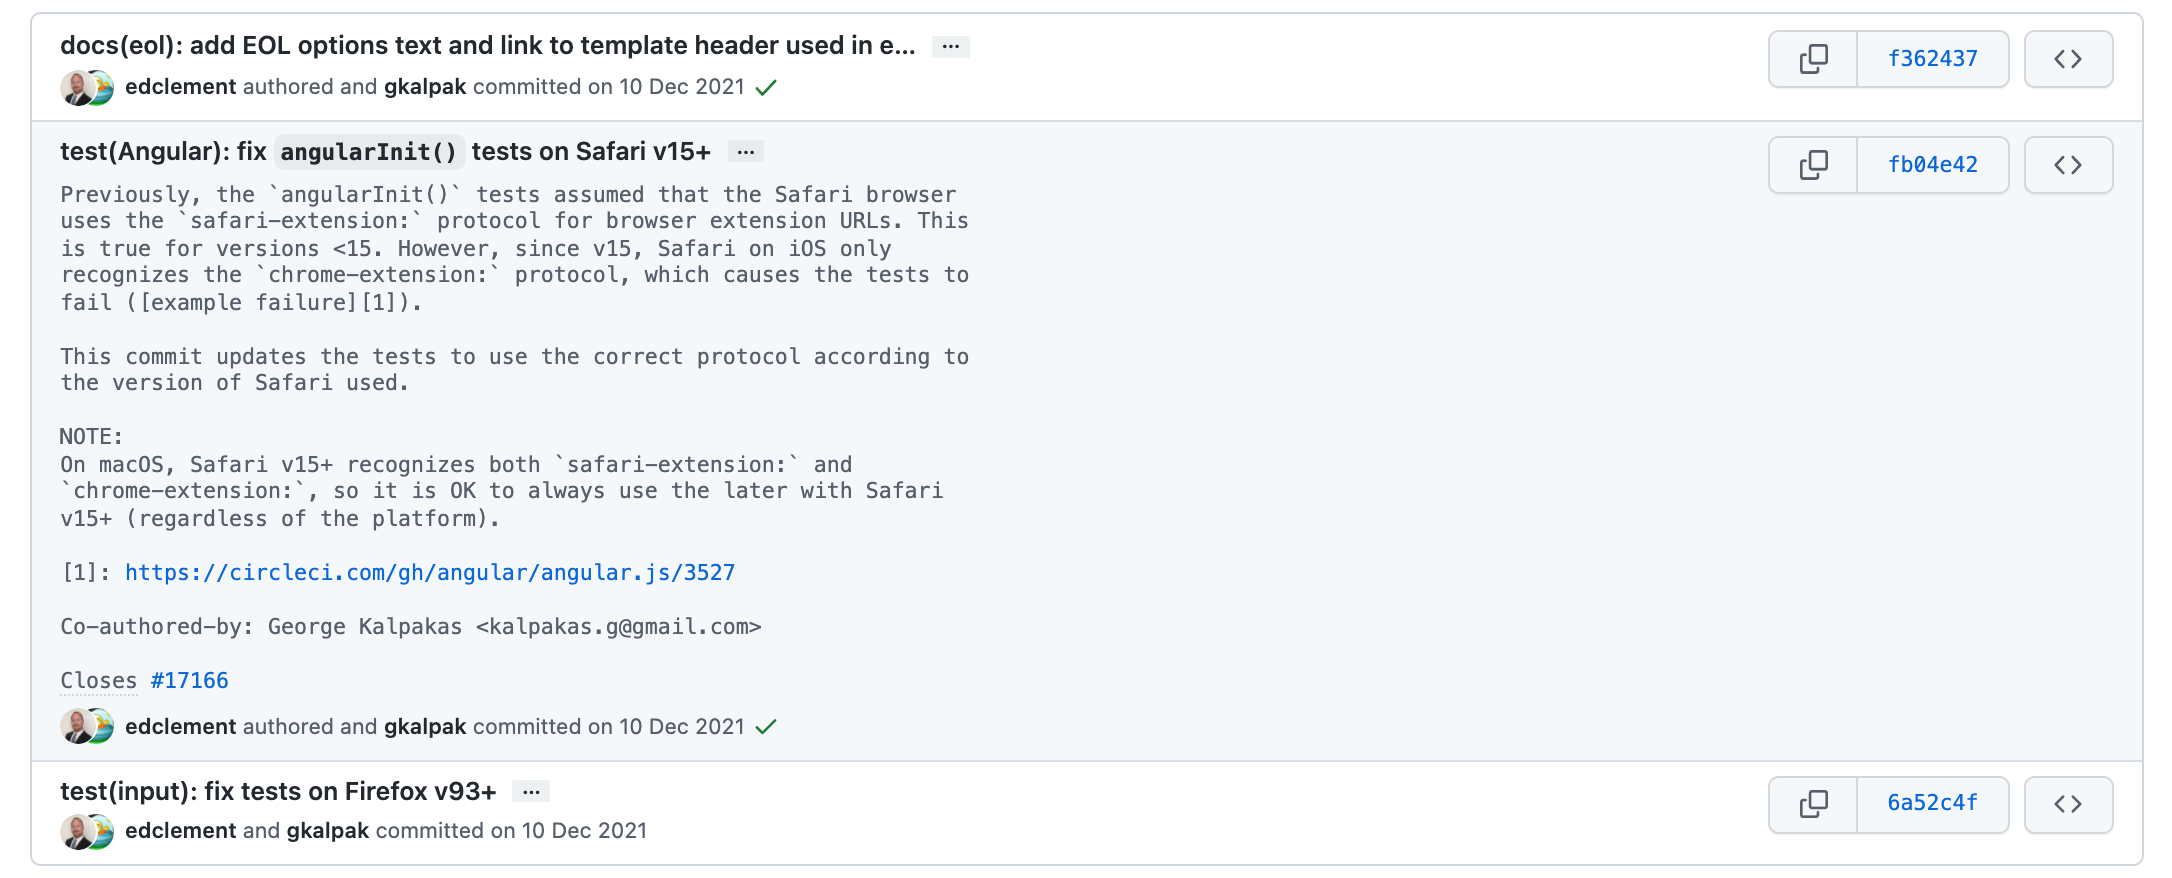 docs(eol): add EOL options text and link to template header used in e... ...
f362437
edclement authored and gkalpak committed on 10 Dec 2021
test(Angular): fix angularInit() tests on Safari v15+ ...
fb04e42
Previously, the `angularInit()` tests assumed that the Safari browser
uses the `safari-extension:` protocol for browser extension URLs. This
is true for versions <15. However, since v15, Safari on iOS only
recognizes the `chrome-extension:` protocol, which causes the tests to
fail ([example failure][1]).
This commit updates the tests to use the correct protocol according to
the version of Safari used.
NOTE:
On macOS, Safari v15+ recognizes both `safari-extension:` and
`chrome-extension:`, so it is OK to always use the later with Safari
v15+ (regardless of the platform).
[1]: https://circleci.com/gh/angular/angular.js/3527
Co-authored-by: George Kalpakas <kalpakas.g@gmail.com>
Closes #17166
edclement authored and gkalpak committed on 10 Dec 2021
test(input): fix tests on Firefox v93+ ...
6a52c4f
edclement and gkalpak committed on 10 Dec 2021